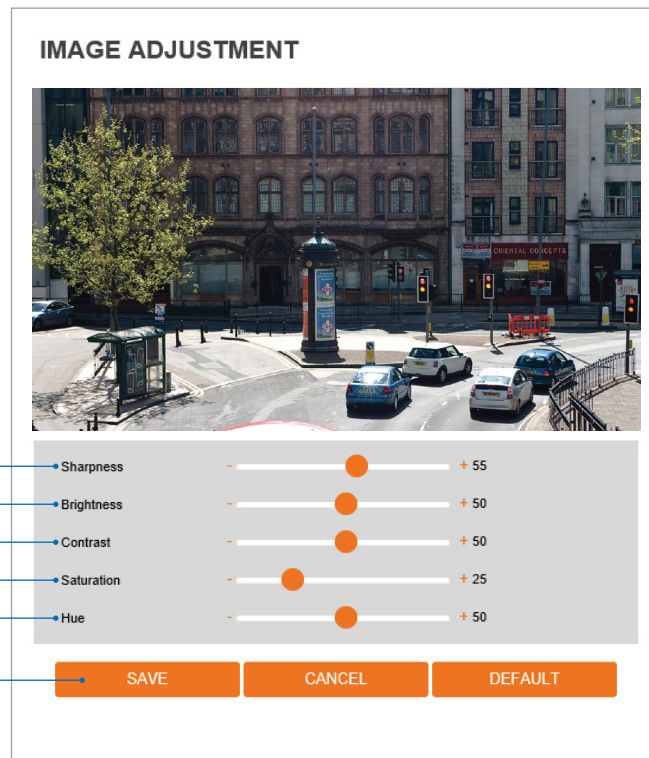 IMAGE ADJUSTMENT
ORIENTAL CONCEPTS
Sharpness - + 55
Brightness - + 50
Contrast - + 50
Saturation - + 25
Hue - + 50
SAVE CANCEL DEFAULT